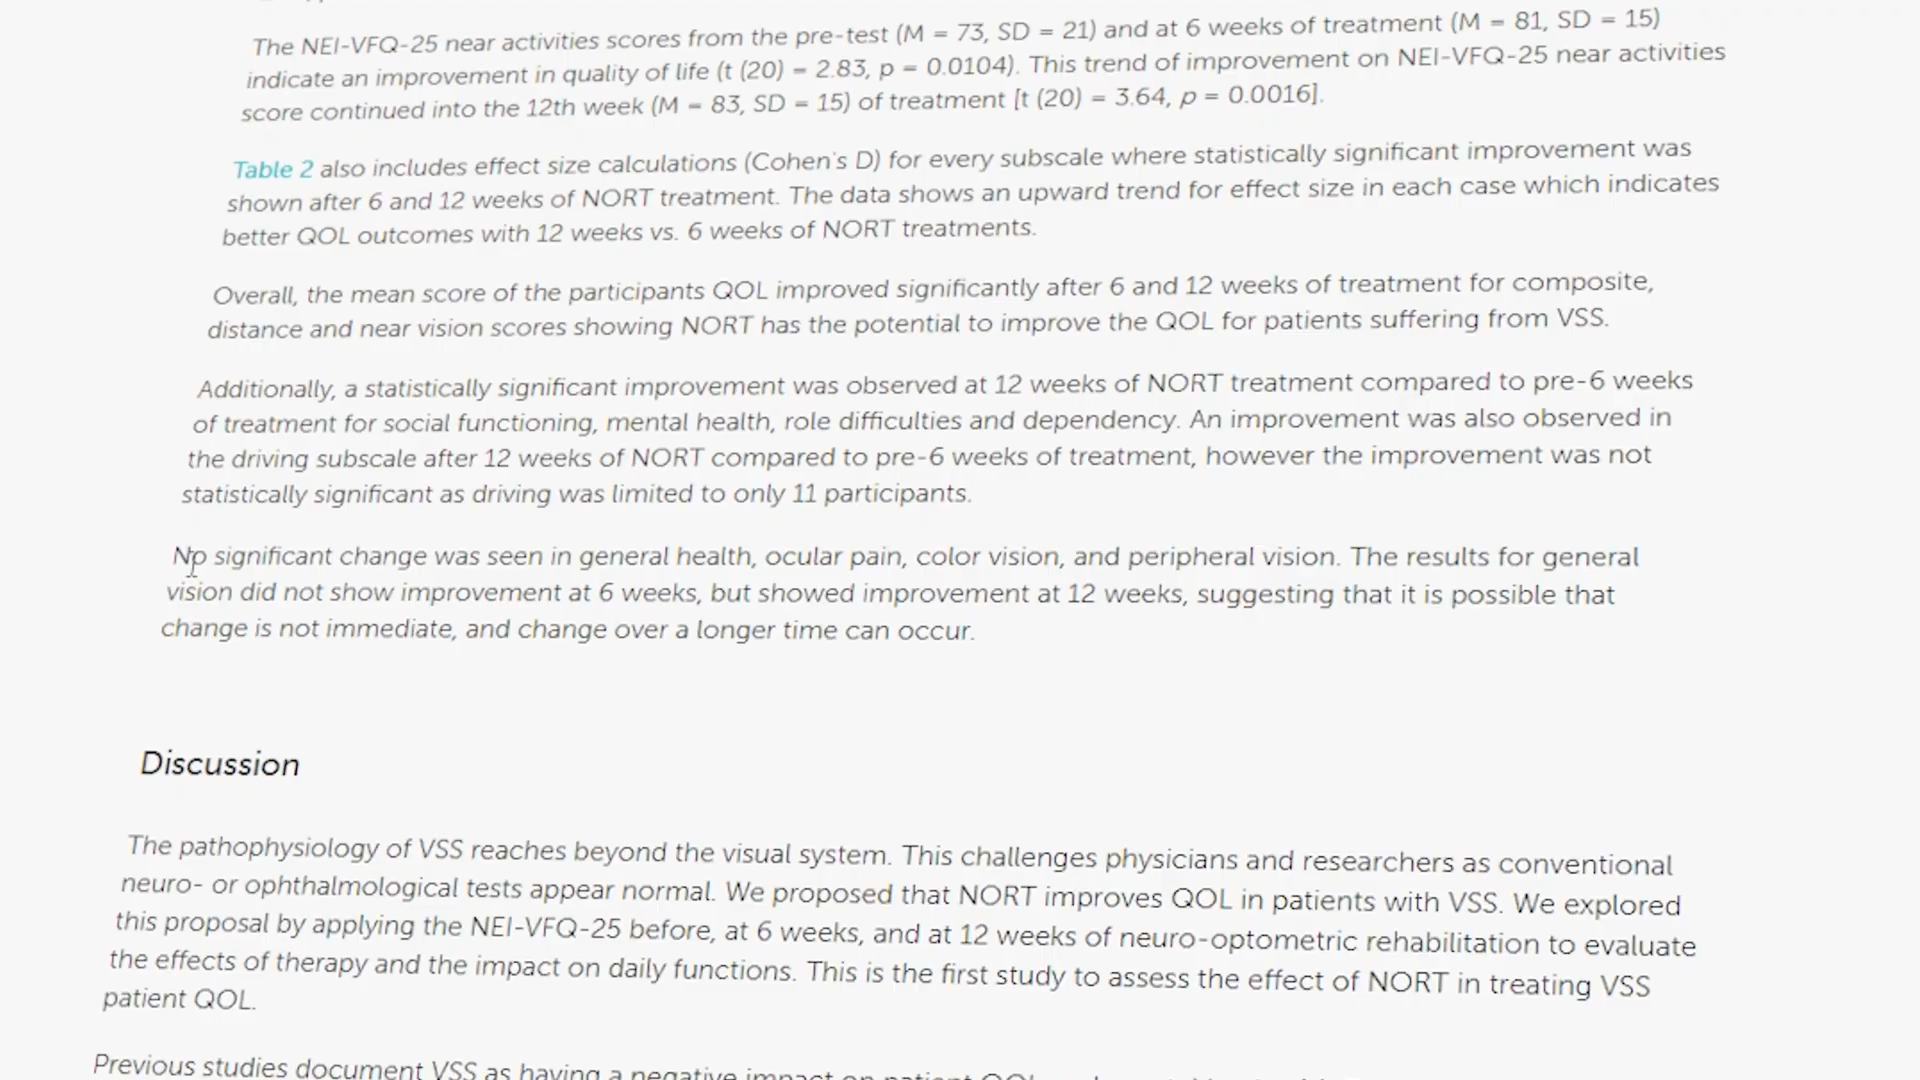 The NEI-VFQ-25 near activities scores from the pre-test (M = 73, SD = 21) and at 6 weeks of treatment (M = 81, SD = 15)
indicate an improvement in quality of life (t (20) = 2.83, p = 0.0104). This trend of improvement on NEI-VFQ-25 near activities
score continued into the 12th week (M = 83, SD = 15) of treatment [t (20) = 3.64, p = 0.0016].
Table 2 also includes effect size calculations (Cohen's D) for every subscale where statistically significant improvement was
shown after 6 and 12 weeks of NORT treatment. The data shows an upward trend for effect size in each case which indicates
better QOL outcomes with 12 weeks vs. 6 weeks of NORT treatments.
Overall, the mean score of the participants QOL improved significantly after 6 and 12 weeks of treatment for composite,
distance and near vision scores showing NORT has the potential to improve the QOL for patients suffering from VSS.
Additionally, a statistically significant improvement was observed at 12 weeks of NORT treatment compared to pre-6 weeks
of treatment for social functioning, mental health, role difficulties and dependency. An improvement was also observed in
the driving subscale after 12 weeks of NORT compared to pre-6 weeks of treatment, however the improvement was not
statistically significant as driving was limited to only 11 participants.
No significant change was seen in general health, ocular pain, color vision, and peripheral vision. The results for general
vision did not show improvement at 6 weeks, but showed improvement at 12 weeks, suggesting that it is possible that
change is not immediate, and change over a longer time can occur.
Discussion
The pathophysiology of VSS reaches beyond the visual system. This challenges physicians and researchers as conventional
neuro- or ophthalmological tests appear normal. We proposed that NORT improves QOL in patients with VSS. We explored
this proposal by applying the NEI-VFQ-25 before, at 6 weeks, and at 12 weeks of neuro-optometric rehabilitation to evaluate
the effects of therapy and the impact on daily functions. This is the first study to assess the effect of NORT in treating VSS
patient QOL.
Previous studies document VSS as having a negative impact on patient QOL